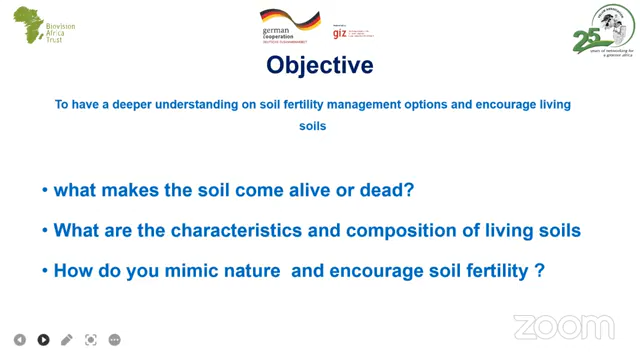 Biovision
Africa
Trust
german
cooperation
DEUTSCHE ZUSAMMENARBEIT
giz
25
years of networking for
a greener africa
Objective
To have a deeper understanding on soil fertility management options and encourage living
soils
• what makes the soil come alive or dead?
• What are the characteristics and composition of living soils
• How do you mimic nature and encourage soil fertility ?
zoom